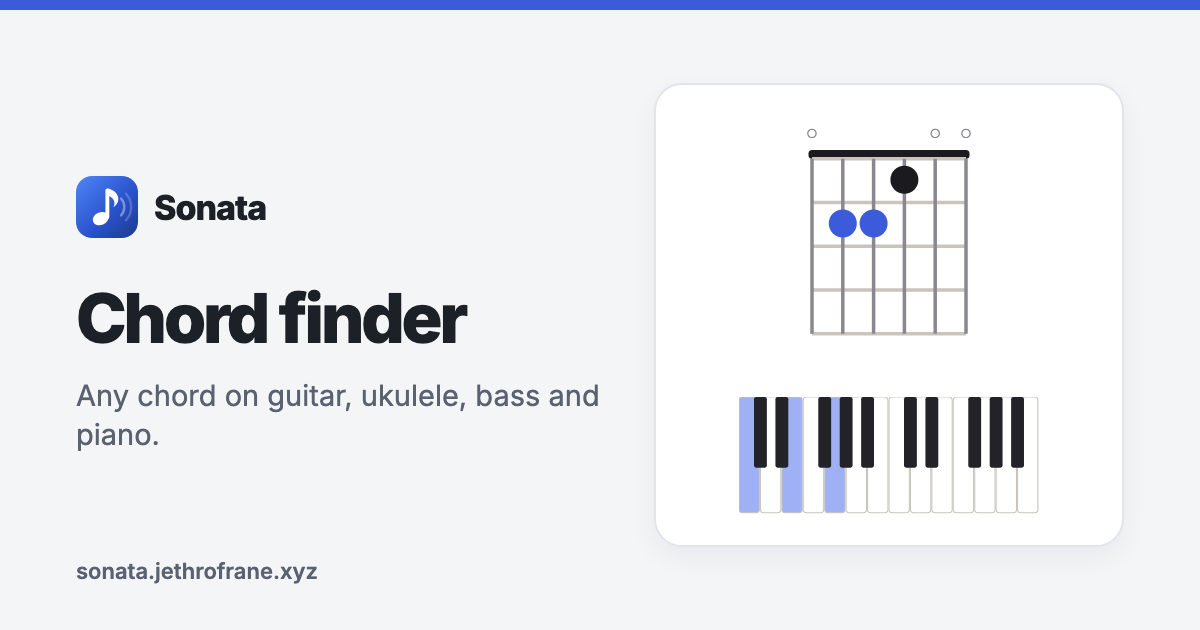 Sonata
Chord finder
Any chord on guitar, ukulele, bass and
piano.
sonata.jethrofrane.xyz